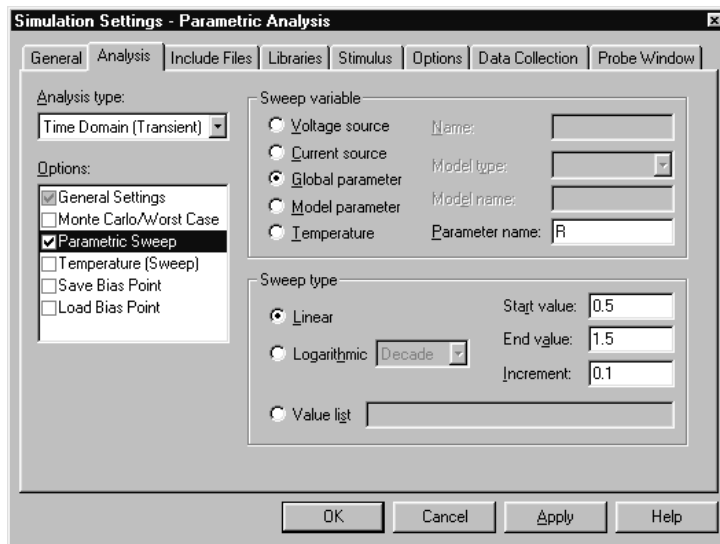 Simulation Settings - Parametric Analysis
General
Analysis
Include Files
Libraries
Stimulus
Options
Data Collection
Probe Window
Analysis type:
Time Domain (Transient)
Options:
General Settings
Monte Carlo/Worst Case
Parametric Sweep
Temperature (Sweep)
Save Bias Point
Load Bias Point
Sweep variable
Voltage source
Current source
Global parameter
Model parameter
Temperature
Name:
Model type:
Model name:
Parameter name: R
Sweep type
Linear
Logarithmic Decade
Value list
Start value: 0.5
End value: 1.5
Increment: 0.1
OK
Cancel
Apply
Help